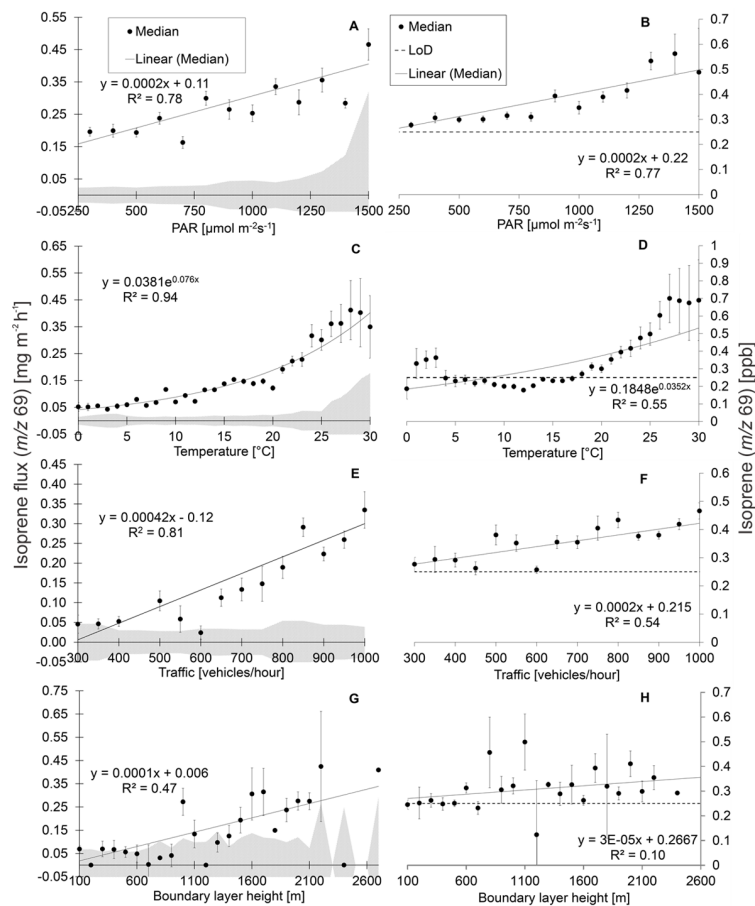 Isoprene flux (m/z 69) [mg m⁻² h⁻¹]
Isoprene (m/z 69) [ppb]
A
Median
Linear (Median)
y = 0.0002x + 0.11
R² = 0.78
0.55
0.45
0.35
0.25
0.15
0.05
-0.05
250 500 750 1000 1250 1500
PAR [µmol m⁻²s⁻¹]
B
Median
LoD
Linear (Median)
y = 0.0002x + 0.22
R² = 0.77
0.7
0.6
0.5
0.4
0.3
0.2
0.1
0
250 500 750 1000 1250 1500
PAR [µmol m⁻²s⁻¹]
C
y = 0.0381e^0.076x
R² = 0.94
0.65
0.55
0.45
0.35
0.25
0.15
0.05
-0.05
0 5 10 15 20 25 30
Temperature [°C]
D
y = 0.1848e^0.0352x
R² = 0.55
1
0.9
0.8
0.7
0.6
0.5
0.4
0.3
0.2
0.1
0
0 5 10 15 20 25 30
Temperature [°C]
E
y = 0.00042x - 0.12
R² = 0.81
0.45
0.40
0.35
0.30
0.25
0.20
0.15
0.10
0.05
0.00
-0.05
300 400 500 600 700 800 900 1000
Traffic [vehicles/hour]
F
y = 0.0002x + 0.215
R² = 0.54
0.6
0.5
0.4
0.3
0.2
0.1
0
300 400 500 600 700 800 900 1000
Traffic [vehicles/hour]
G
y = 0.0001x + 0.006
R² = 0.47
0.75
0.65
0.55
0.45
0.35
0.25
0.15
0.05
-0.05
100 600 1100 1600 2100 2600
Boundary layer height [m]
H
y = 3E-05x + 0.2667
R² = 0.10
0.7
0.6
0.5
0.4
0.3
0.2
0.1
0
100 600 1100 1600 2100 2600
Boundary layer height [m]